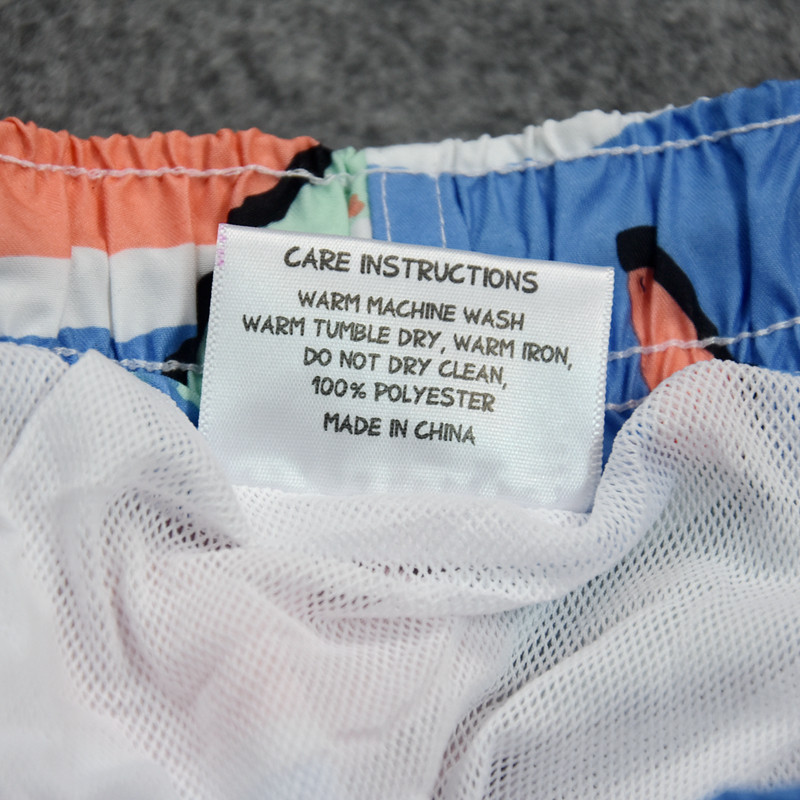 CARE INSTRUCTIONS
WARM MACHINE WASH
WARM TUMBLE DRY, WARM IRON,
DO NOT DRY CLEAN,
100% POLYESTER
MADE IN CHINA